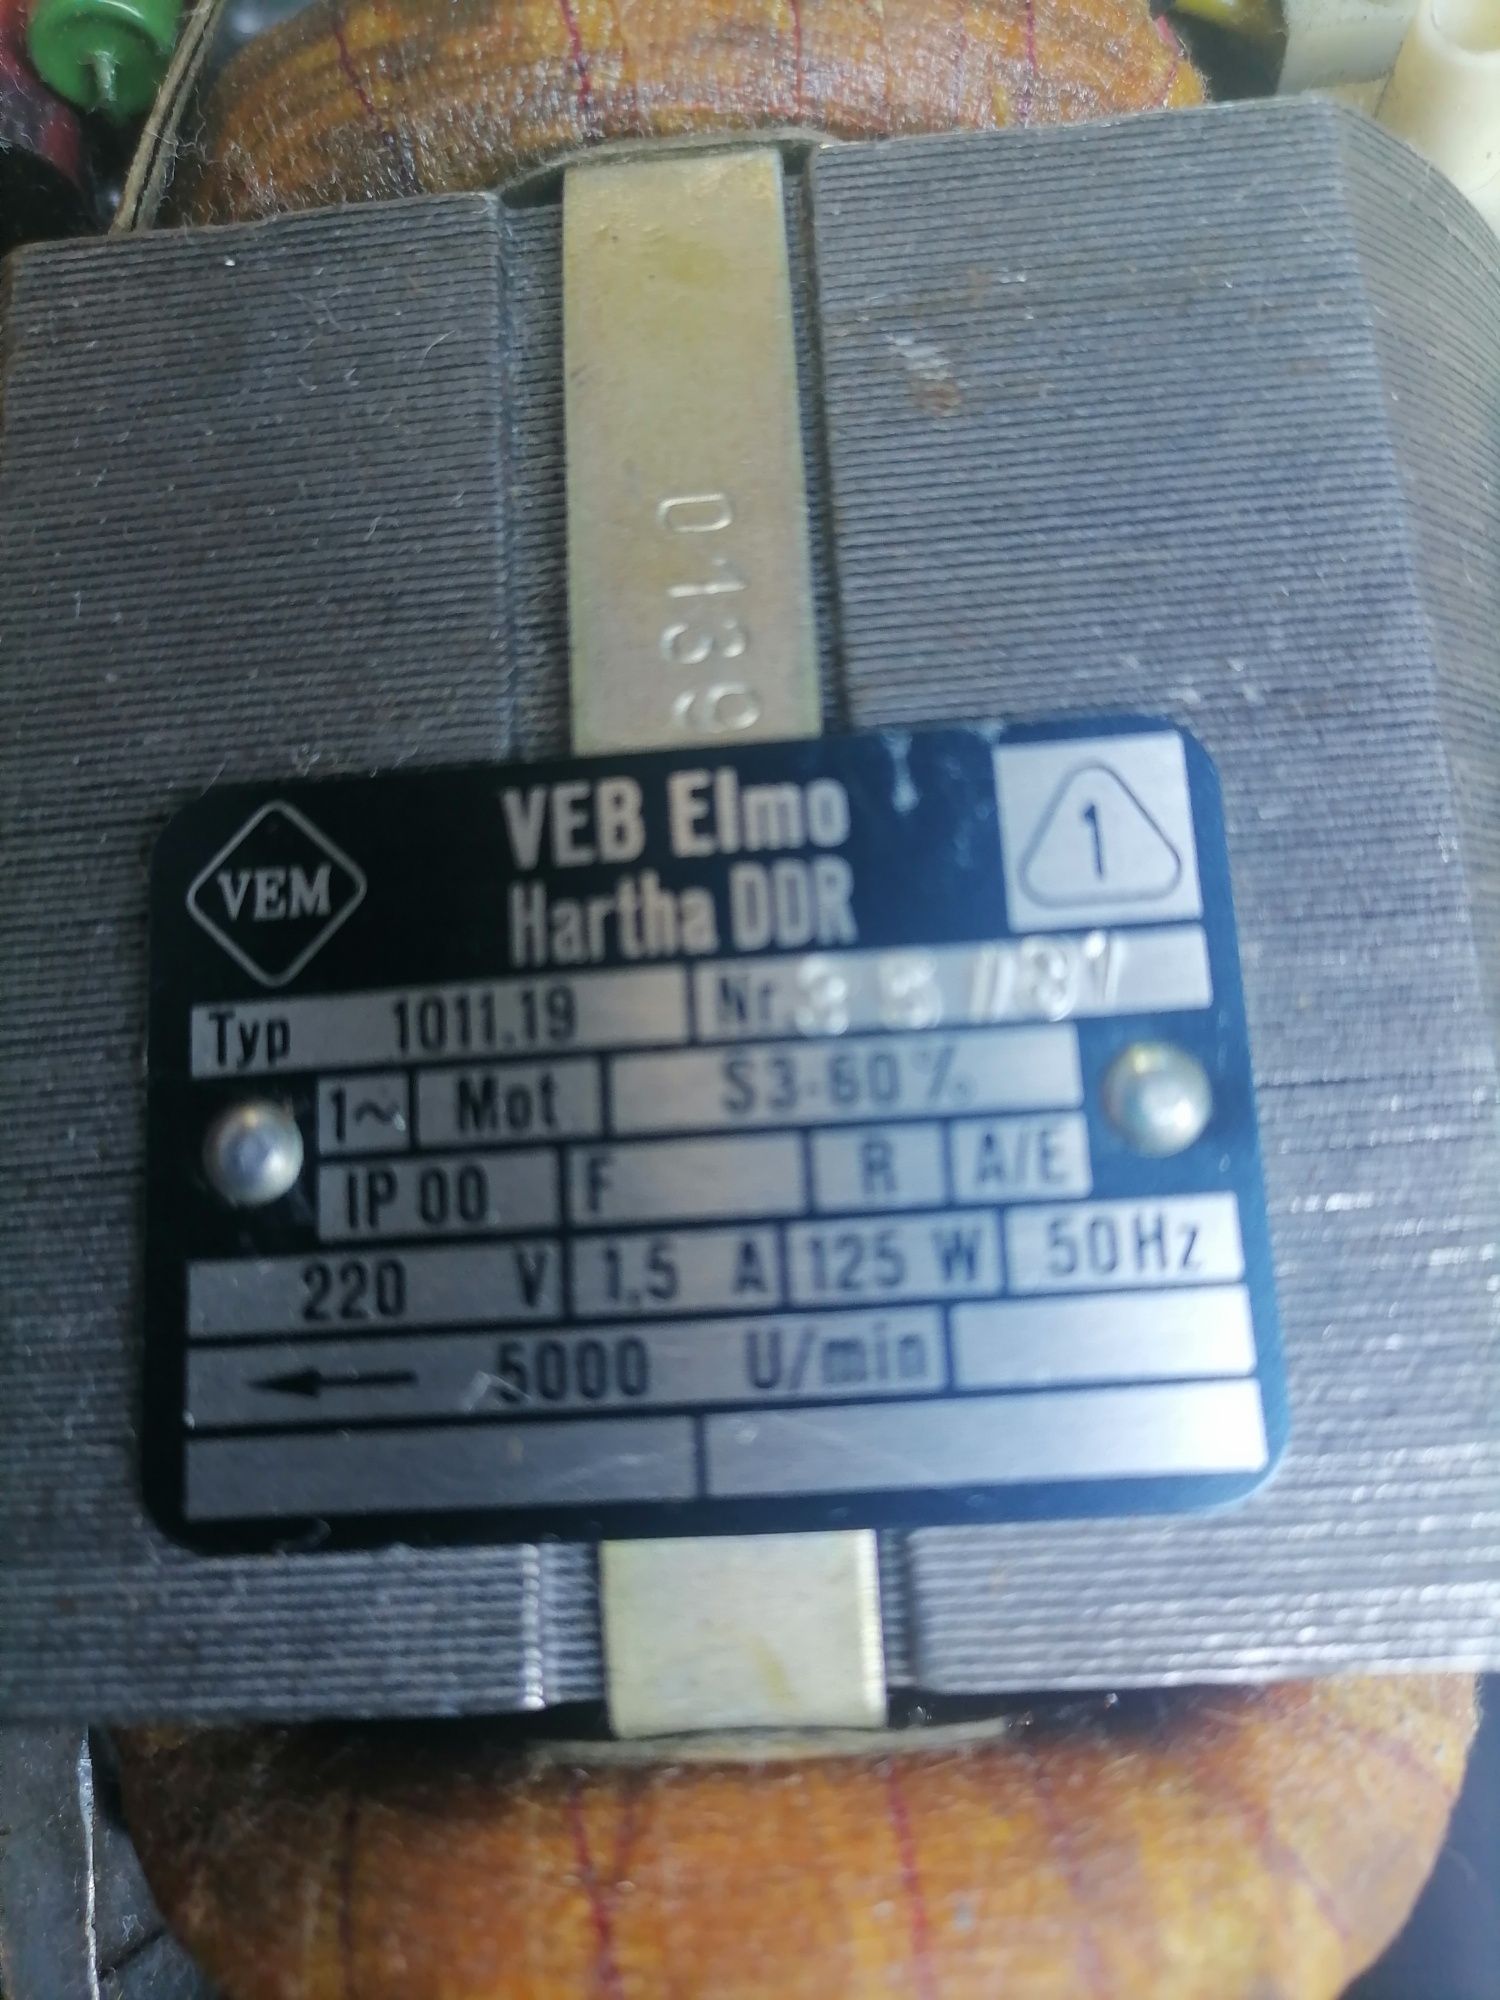 0139
VEM
VEB Elmo
Hartha DDR
1
Typ 1011.19 Nr.
1~ Mot S3-60%
IP 00 F R A/E
220 V 1,5 A 125 W 50Hz
5000 U/min